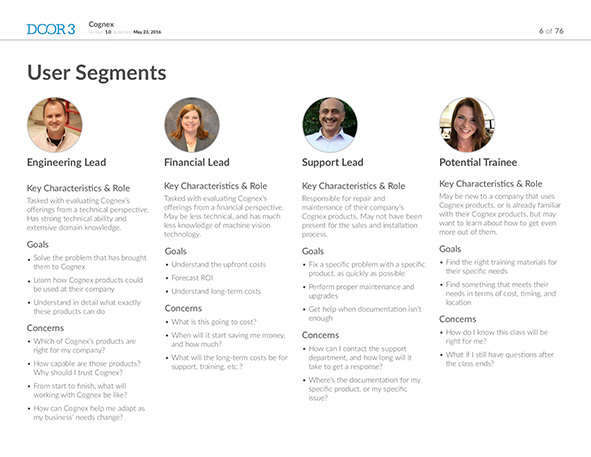 DOOR3
Cognex
Version 1.0 published May 23, 2016
6 of 76
User Segments
Engineering Lead
Key Characteristics & Role
Tasked with evaluating Cognex's
offerings from a technical perspective.
Has strong technical ability and
extensive domain knowledge.
Goals
• Solve the problem that has brought
them to Cognex
• Learn how Cognex products could
be used at their company
• Understand in detail what exactly
these products can do
Concerns
• Which of Cognex's products are
right for my company?
• How capable are those products?
Why should I trust Cognex?
• From start to finish, what will
working with Cognex be like?
• How can Cognex help me adapt as
my business' needs change?
Financial Lead
Key Characteristics & Role
Tasked with evaluating Cognex's
offerings from a financial perspective.
May be less technical, and has much
less knowledge of machine vision
technology.
Goals
• Understand the upfront costs
• Forecast ROI
• Understand long-term costs
Concerns
• What is this going to cost?
• When will it start saving me money,
and how much?
• What will the long-term costs be for
support, training, etc.?
Support Lead
Key Characteristics & Role
Responsible for repair and
maintenance of their company's
Cognex products. May not have been
present for the sales and installation
process.
Goals
• Fix a specific problem with a specific
product, as quickly as possible
• Perform proper maintenance and
upgrades
• Get help when documentation isn't
enough
Concerns
• How can I contact the support
department, and how long will it
take to get a response?
• Where's the documentation for my
specific product, or my specific
issue?
Potential Trainee
Key Characteristics & Role
May be new to a company that uses
Cognex products, or is already familiar
with their Cognex products, but may
want to learn about how to get even
more out of them.
Goals
• Find the right training materials for
their specific needs
• Find something that meets their
needs in terms of cost, timing, and
location
Concerns
• How do I know this class will be
right for me?
• What if I still have questions after
the class ends?